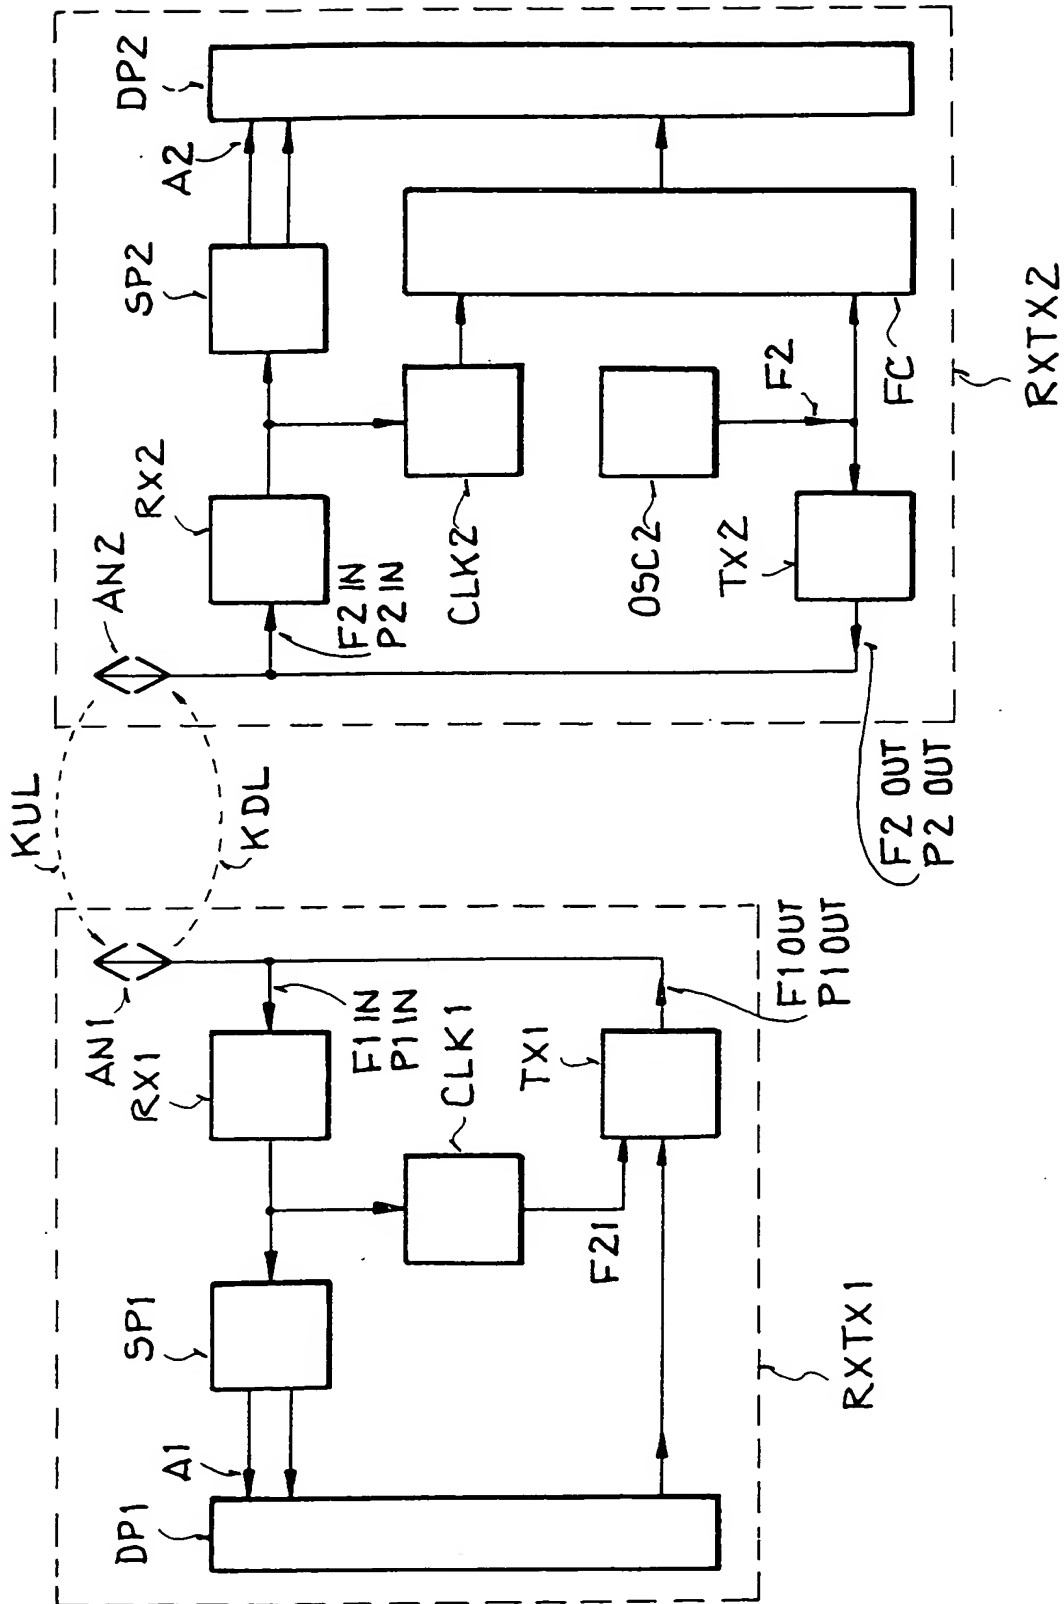 KUL
KDL
AN1
RX1
F1 IN
P1 IN
SP1
A1
DP1
CLK1
F21
TX1
F1 OUT
P1 OUT
RXTX1
AN2
RX2
F2 IN
P2 IN
SP2
A2
DP2
CLK2
OSC2
F2
FC
TX2
F2 OUT
P2 OUT
RXTX2